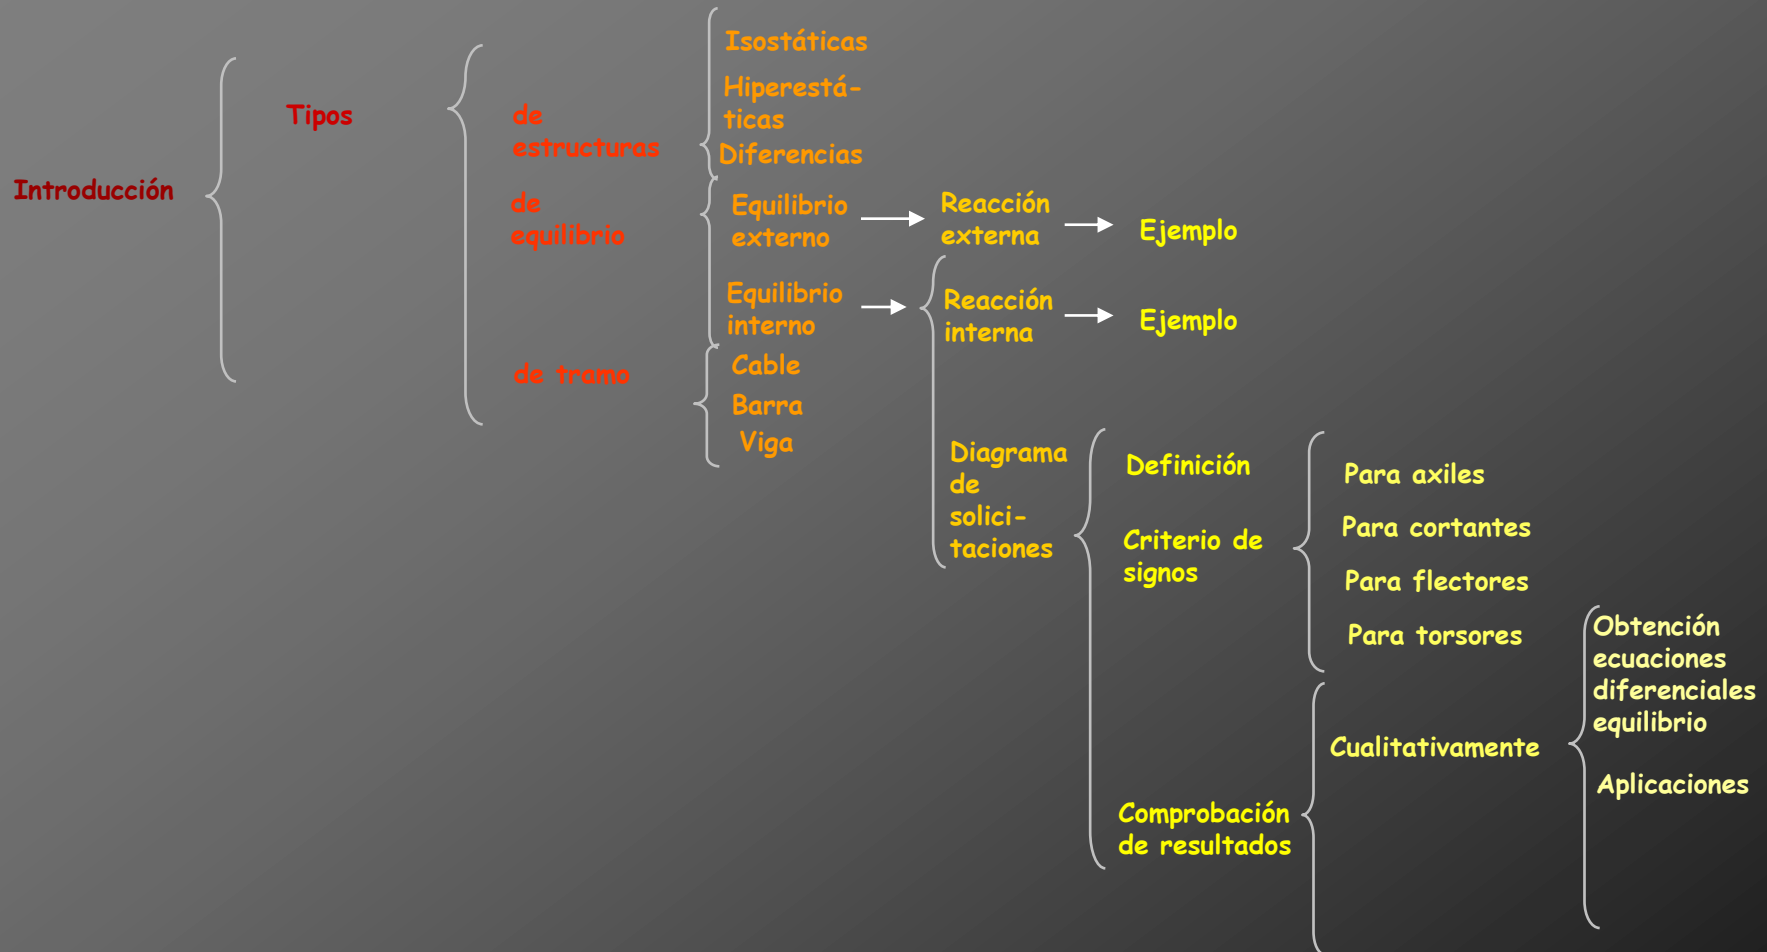 Introducción
Tipos
de
estructuras
Isostáticas
Hiperestá-
ticas
Diferencias
de
equilibrio
Equilibrio
externo
Reacción
externa
Ejemplo
Equilibrio
interno
Reacción
interna
Ejemplo
Diagrama
de
solici-
taciones
Definición
Criterio de
signos
Para axiles
Para cortantes
Para flectores
Para torsores
Comprobación
de resultados
Cualitativamente
Obtención
ecuaciones
diferenciales
equilibrio
Aplicaciones
de tramo
Cable
Barra
Viga